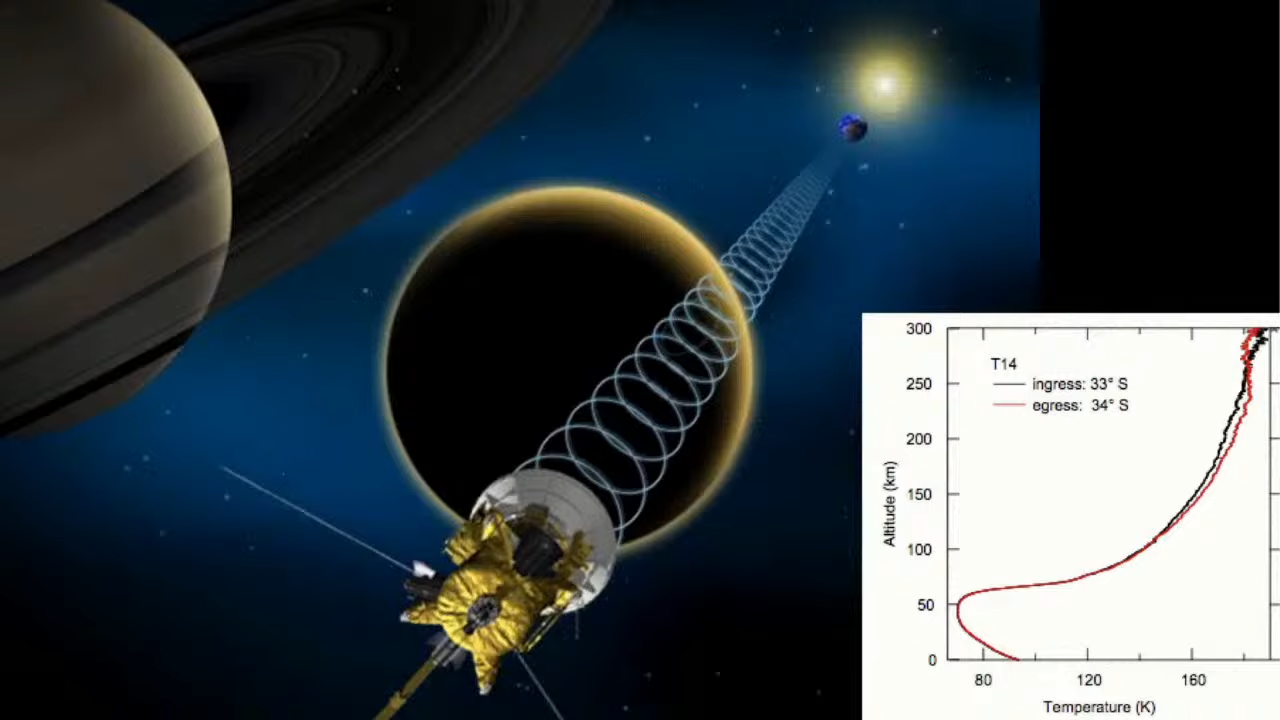 300
T14
ingress: 33° S
250
egress: 34° S
200
Altitude (km)
150
100
50
0
80 120 160
Temperature (K)